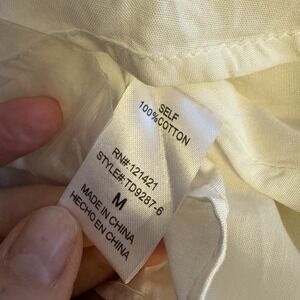 SELF
100%COTTON
RN#:121421
STYLE#:TD9287-6
M
MADE IN CHINA
HECHO EN CHINA